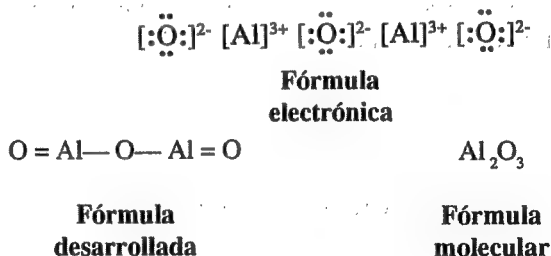 [:Ö:]²⁻ [Al]³⁺ [:Ö:]²⁻ [Al]³⁺ [:Ö:]²⁻
Fórmula
electrónica
O = Al — O — Al = O
Al₂O₃
Fórmula
desarrollada
Fórmula
molecular